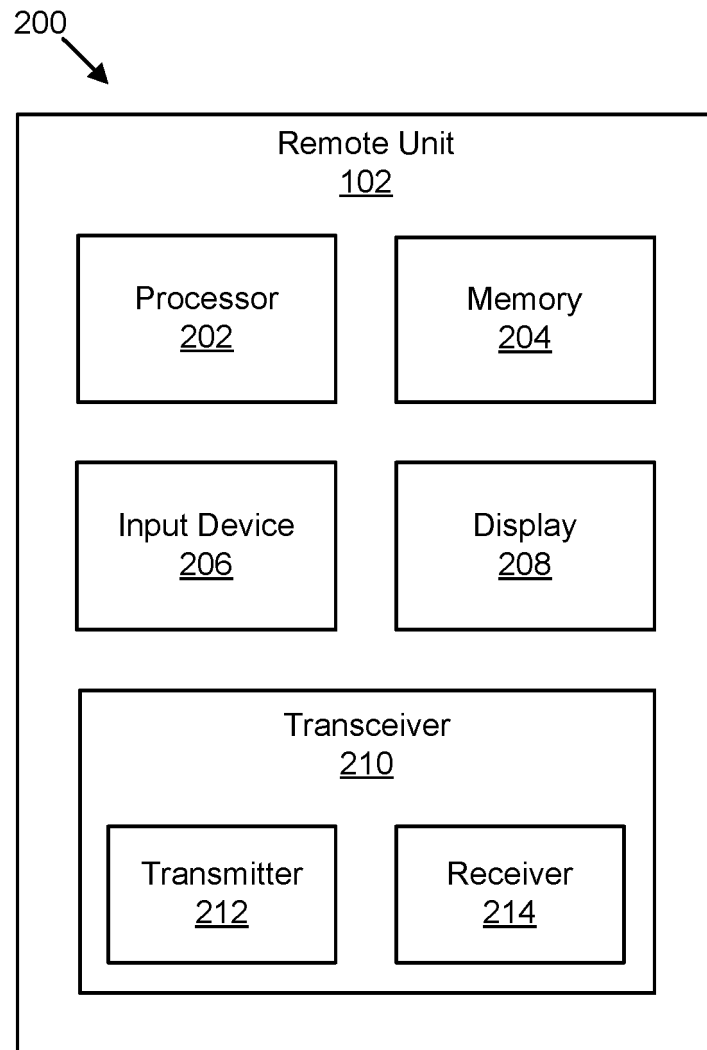 200
Remote Unit
102
Processor
202
Memory
204
Input Device
206
Display
208
Transceiver
210
Transmitter
212
Receiver
214